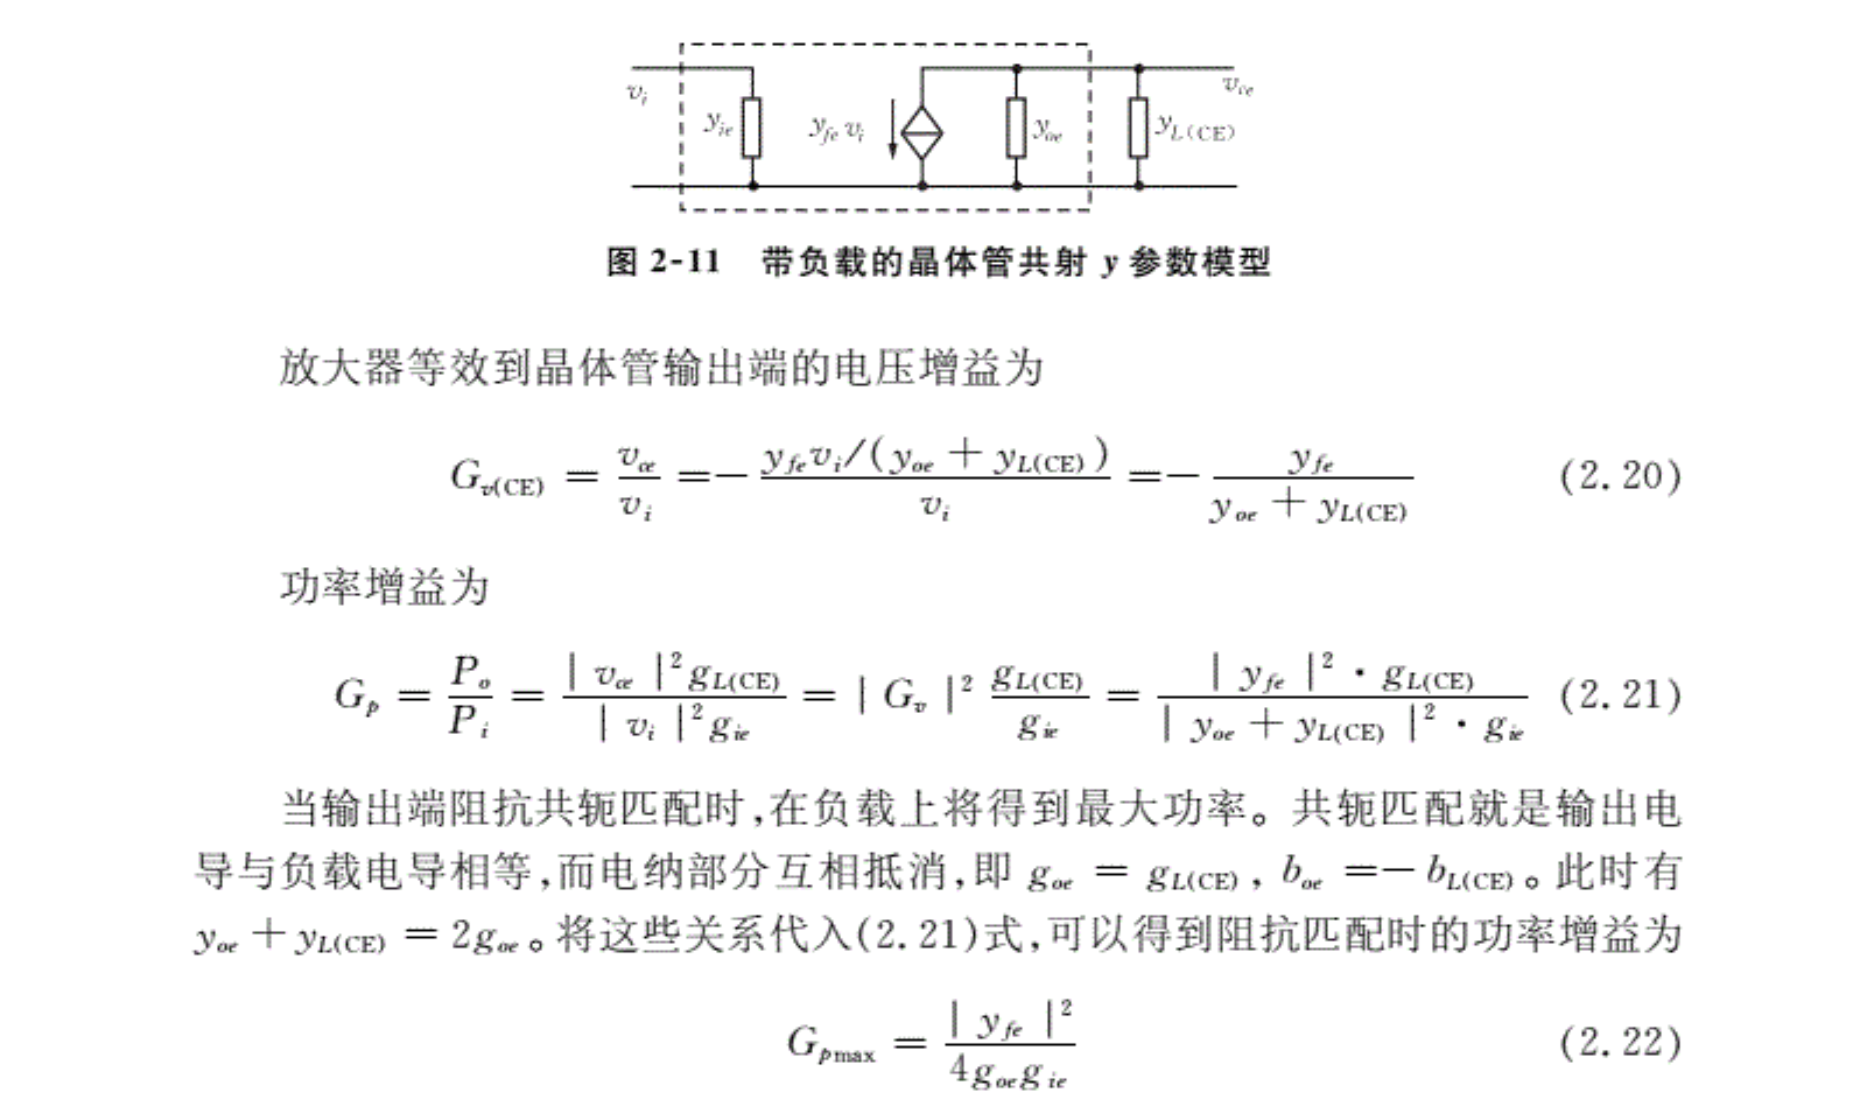 v_i
y_{ie}
y_{fe} v_i
y_{oe}
y_{L(CE)}
v_{ce}
图 2-11 带负载的晶体管共射 y 参数模型
放大器等效到晶体管输出端的电压增益为
G_{v(CE)} = \frac{v_{ce}}{v_i} = -\frac{y_{fe}v_i/(y_{oe} + y_{L(CE)})}{v_i} = -\frac{y_{fe}}{y_{oe} + y_{L(CE)}} (2.20)
功率增益为
G_p = \frac{P_o}{P_i} = \frac{|v_{ce}|^2 g_{L(CE)}}{|v_i|^2 g_{ie}} = |G_v|^2 \frac{g_{L(CE)}}{g_{ie}} = \frac{|y_{fe}|^2 · g_{L(CE)}}{|y_{oe} + y_{L(CE)}|^2 · g_{ie}} (2.21)
当输出端阻抗共轭匹配时,在负载上将得到最大功率。共轭匹配就是输出电
导与负载电导相等,而电纳部分互相抵消,即 g_{oe} = g_{L(CE)}, b_{oe} = -b_{L(CE)}。此时有
y_{oe} + y_{L(CE)} = 2g_{oe}。将这些关系代入(2.21)式,可以得到阻抗匹配时的功率增益为
G_{pmax} = \frac{|y_{fe}|^2}{4g_{oe}g_{ie}} (2.22)